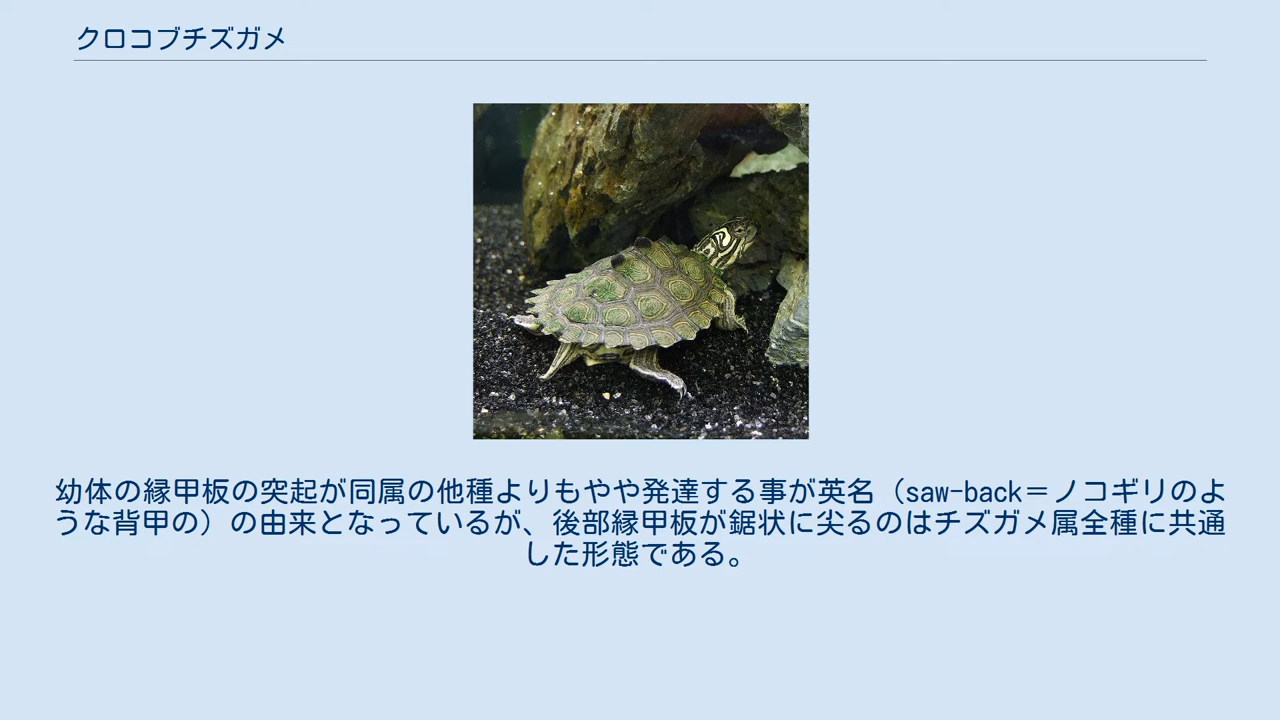 クロコブチズガメ
幼体の縁甲板の突起が同属の他種よりもやや発達する事が英名（saw-back＝ノコギリのよ
うな背甲の）の由来となっているが、後部縁甲板が鋸状に尖るのはチズガメ属全種に共通
した形態である。